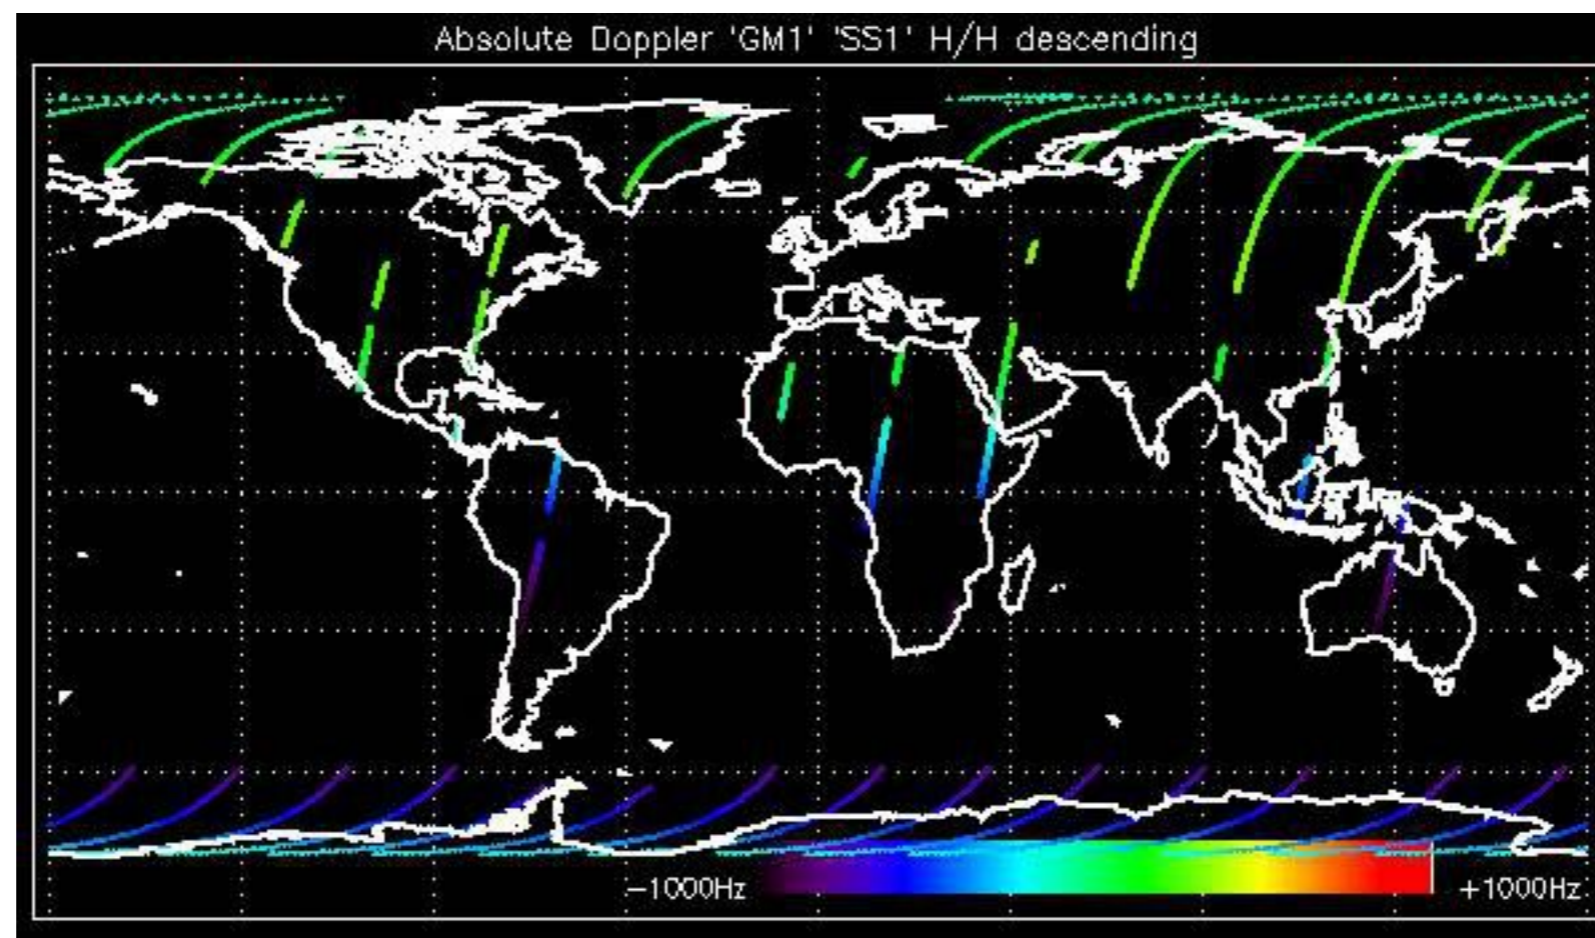 Absolute Doppler 'GM1' 'SS1' H/H descending
−1000Hz
+1000Hz